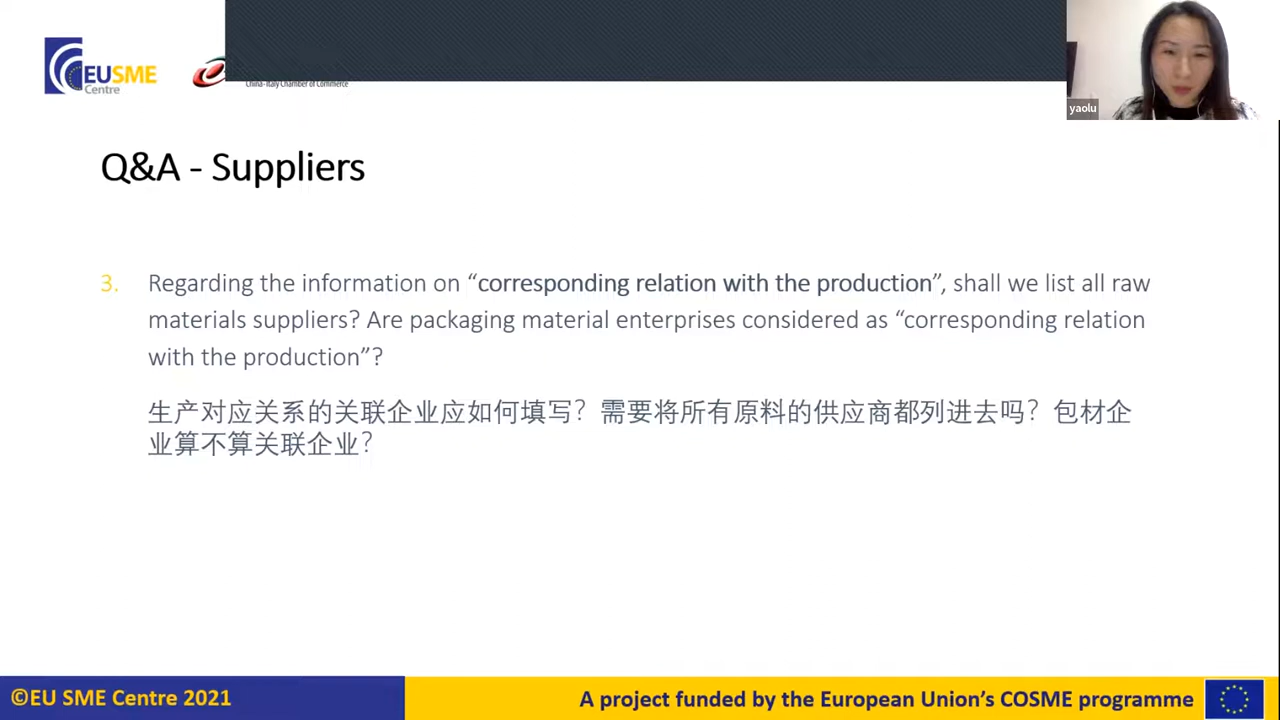 EUSME
Centre
China-Italy Chamber of Commerce
yaolu
Q&A - Suppliers
3. Regarding the information on “corresponding relation with the production”, shall we list all raw
materials suppliers? Are packaging material enterprises considered as “corresponding relation
with the production”?
生产对应关系的关联企业应如何填写？需要将所有原料的供应商都列进去吗？包材企
业算不算关联企业？
©EU SME Centre 2021
A project funded by the European Union’s COSME programme